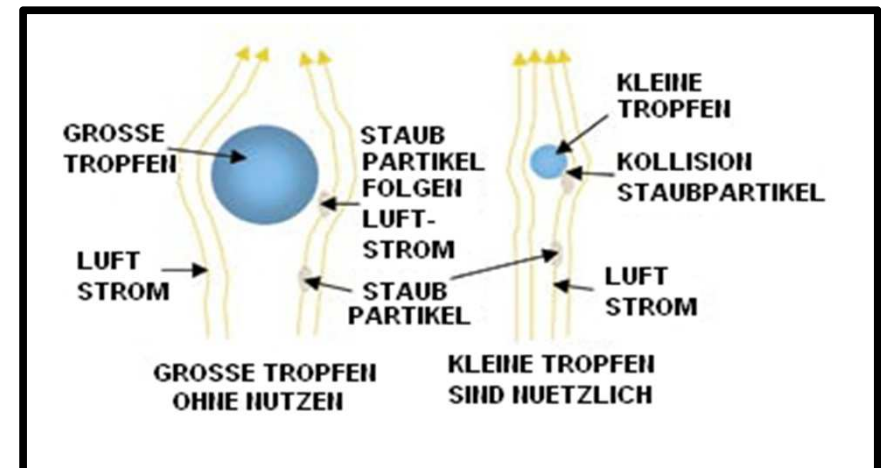 GROSSE
TROPFEN
LUFT
STROM
STAUB
PARTIKEL
FOLGEN
LUFT-
STROM
STAUB
PARTIKEL
GROSSE TROPFEN
OHNE NUTZEN
KLEINE
TROPFEN
KOLLISION
STAUBPARTIKEL
LUFT
STROM
KLEINE TROPFEN
SIND NUETZLICH